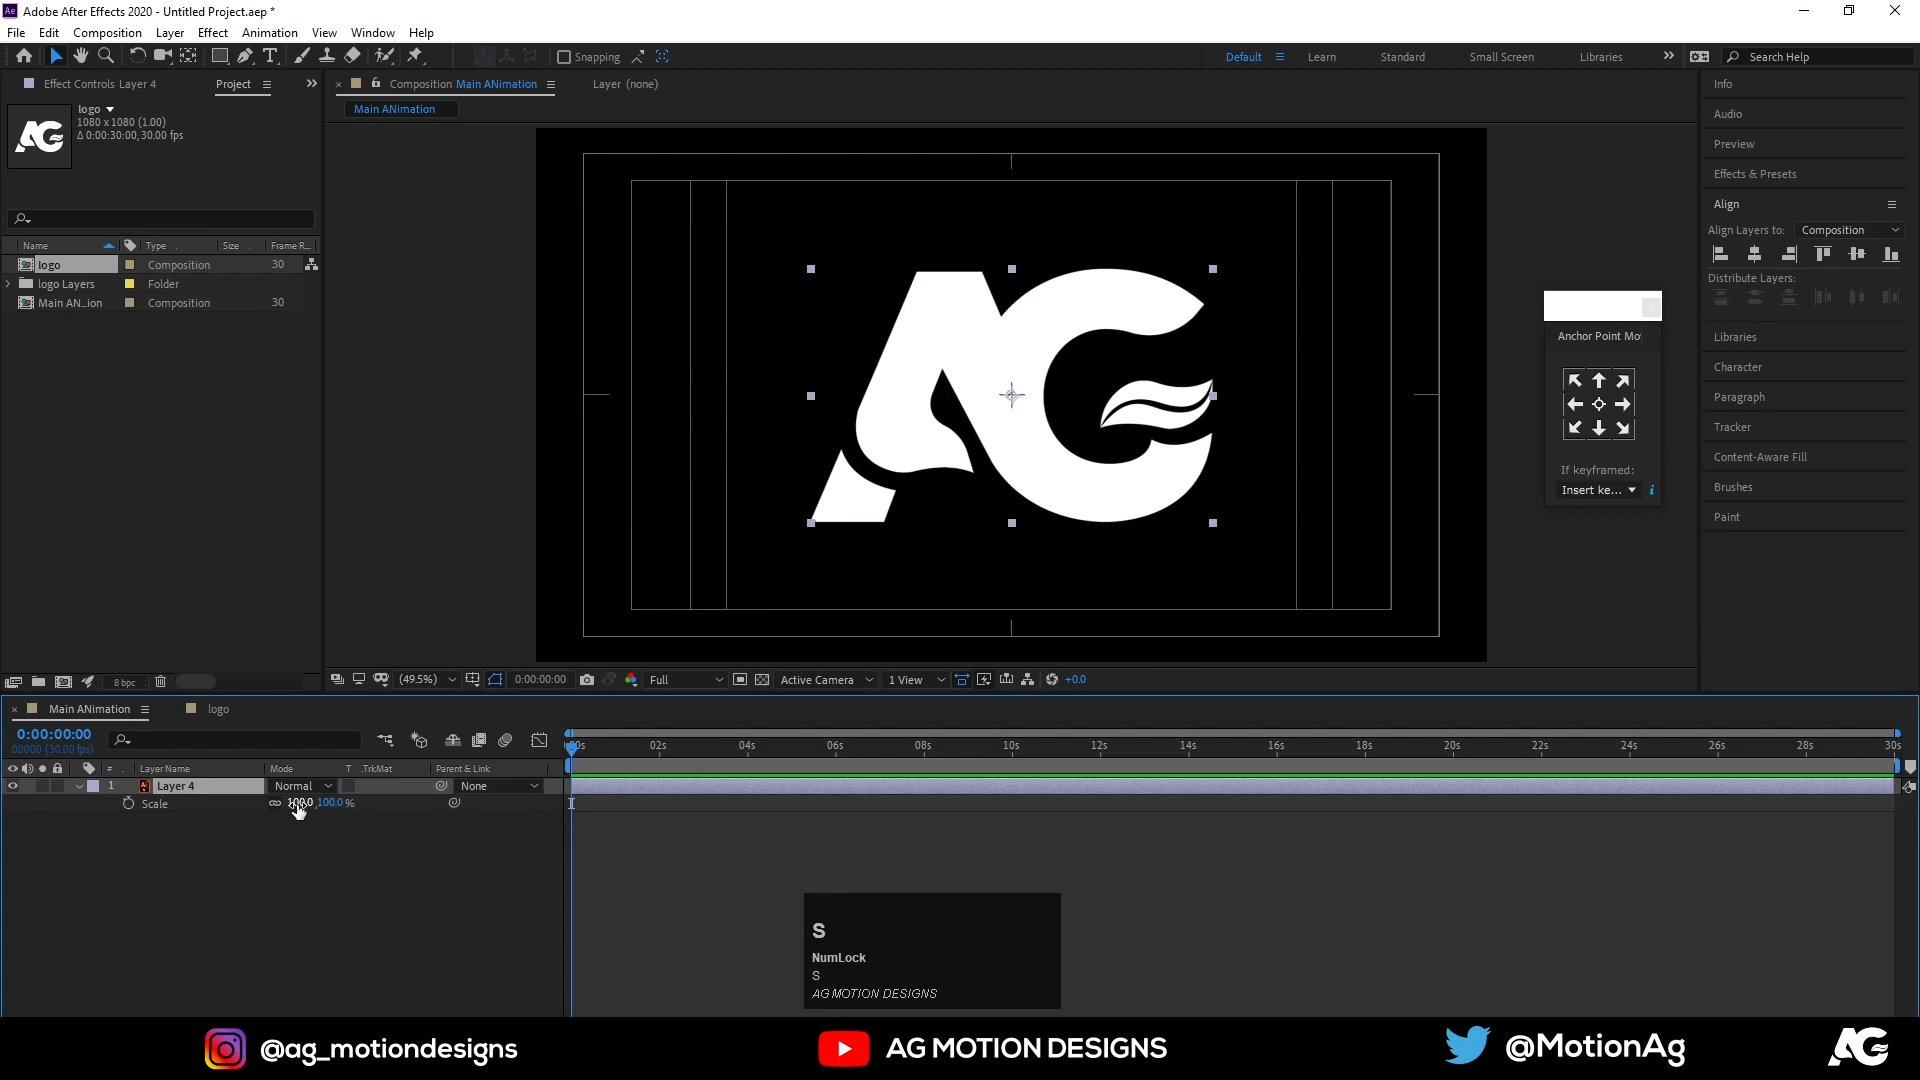 Ae Adobe After Effects 2020 - Untitled Project.aep *
File Edit Composition Layer Effect Animation View Window Help
Snapping Default Learn Standard Small Screen Libraries Search Help
Effect Controls Layer 4 Project
Composition Main ANimation Layer (none)
Main ANimation
logo
1080 x 1080 (1.00)
Δ 0:00:30:00, 30.00 fps
Name Type Size Frame R...
logo Composition 30
logo Layers Folder
Main AN...ion Composition 30
8 bpc
AG
(49.5%) 0:00:00:00 Full Active Camera 1 View +0.0
Anchor Point Mo
If keyframed:
Insert ke...
Info
Audio
Preview
Effects & Presets
Align
Align Layers to: Composition
Distribute Layers:
Libraries
Character
Paragraph
Tracker
Content-Aware Fill
Brushes
Paint
Main ANimation logo
0:00:00:00
00000 (30.00 fps)
# Layer Name Mode T .TrkMat Parent & Link
1 Layer 4 Normal None
Scale 100.0 ,100.0 %
02s 04s 06s 08s 10s 12s 14s 16s 18s 20s 22s 24s 26s 28s 30s
S
NumLock
S
AG MOTION DESIGNS
@ag_motiondesigns AG MOTION DESIGNS @MotionAg AG